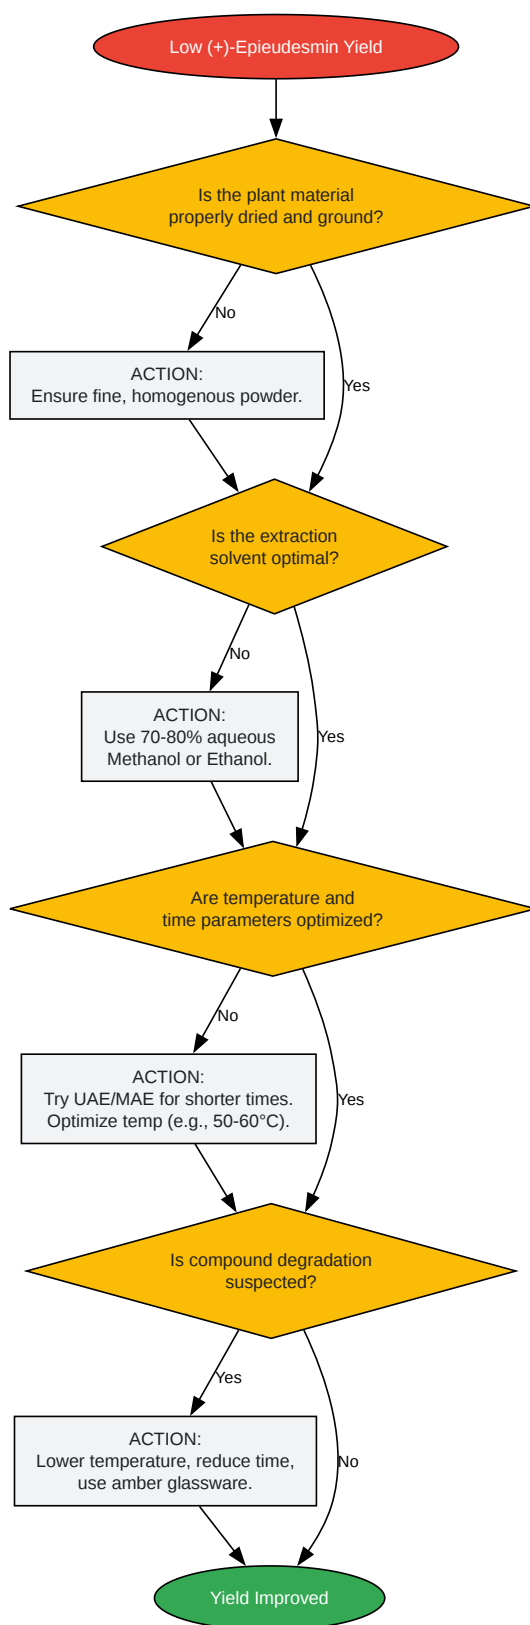 Low (+)-Epieudesmin Yield
Is the plant material
properly dried and ground?
No
ACTION:
Ensure fine, homogenous powder.
Yes
Is the extraction
solvent optimal?
No
ACTION:
Use 70-80% aqueous
Methanol or Ethanol.
Yes
Are temperature and
time parameters optimized?
No
ACTION:
Try UAE/MAE for shorter times.
Optimize temp (e.g., 50-60°C).
Yes
Is compound degradation
suspected?
Yes
ACTION:
Lower temperature, reduce time,
use amber glassware.
No
Yield Improved